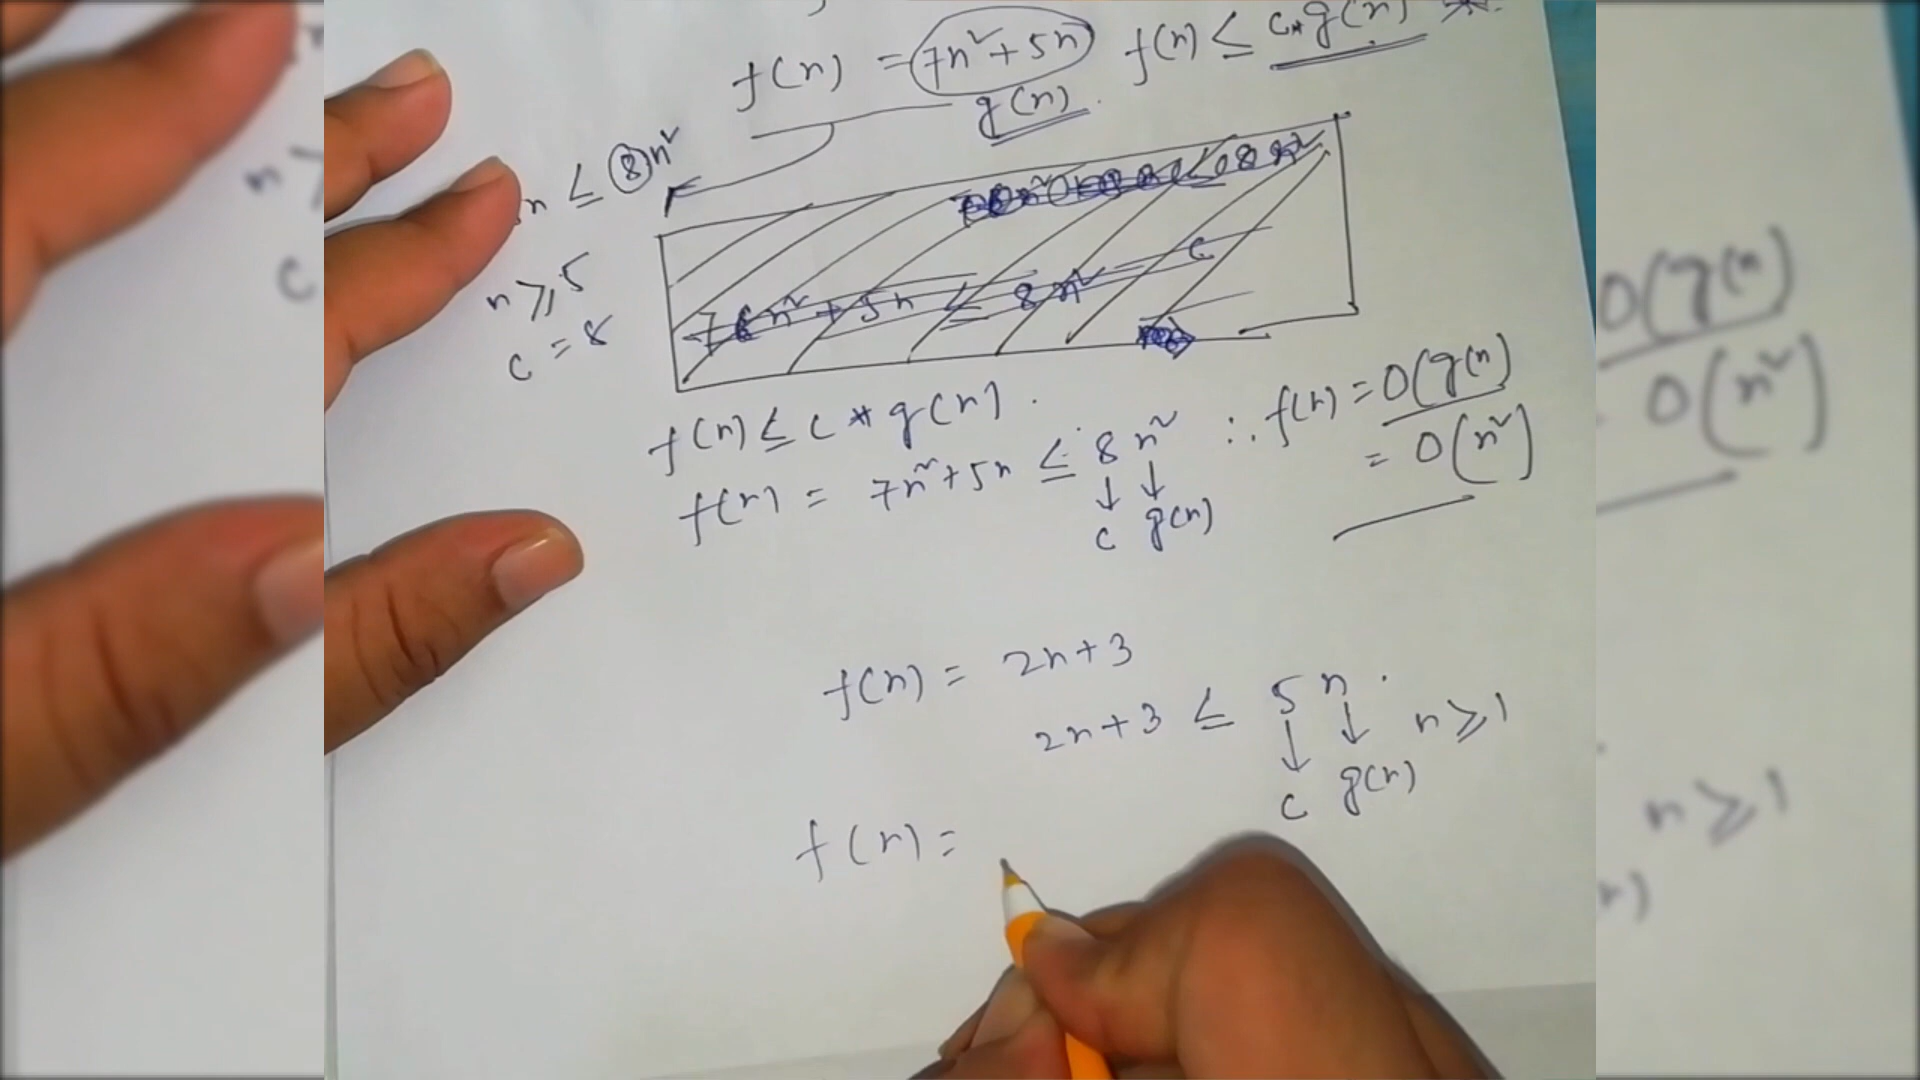 f(n) = 7n²+5n f(n) ≤ c*g(n)
g(n).
n ≤ 8n²
n ≥ 5
c = 8
7n²+5n ≤ 8n² c
f(n) ≤ c * g(n).
f(n) = 7n²+5n ≤ 8 n²
c g(n)
∴ f(n) = O(g(n)
= O(n²)
f(n) = 2n+3
2n+3 ≤ 5 n. n ≥ 1
c g(n)
f(n) =